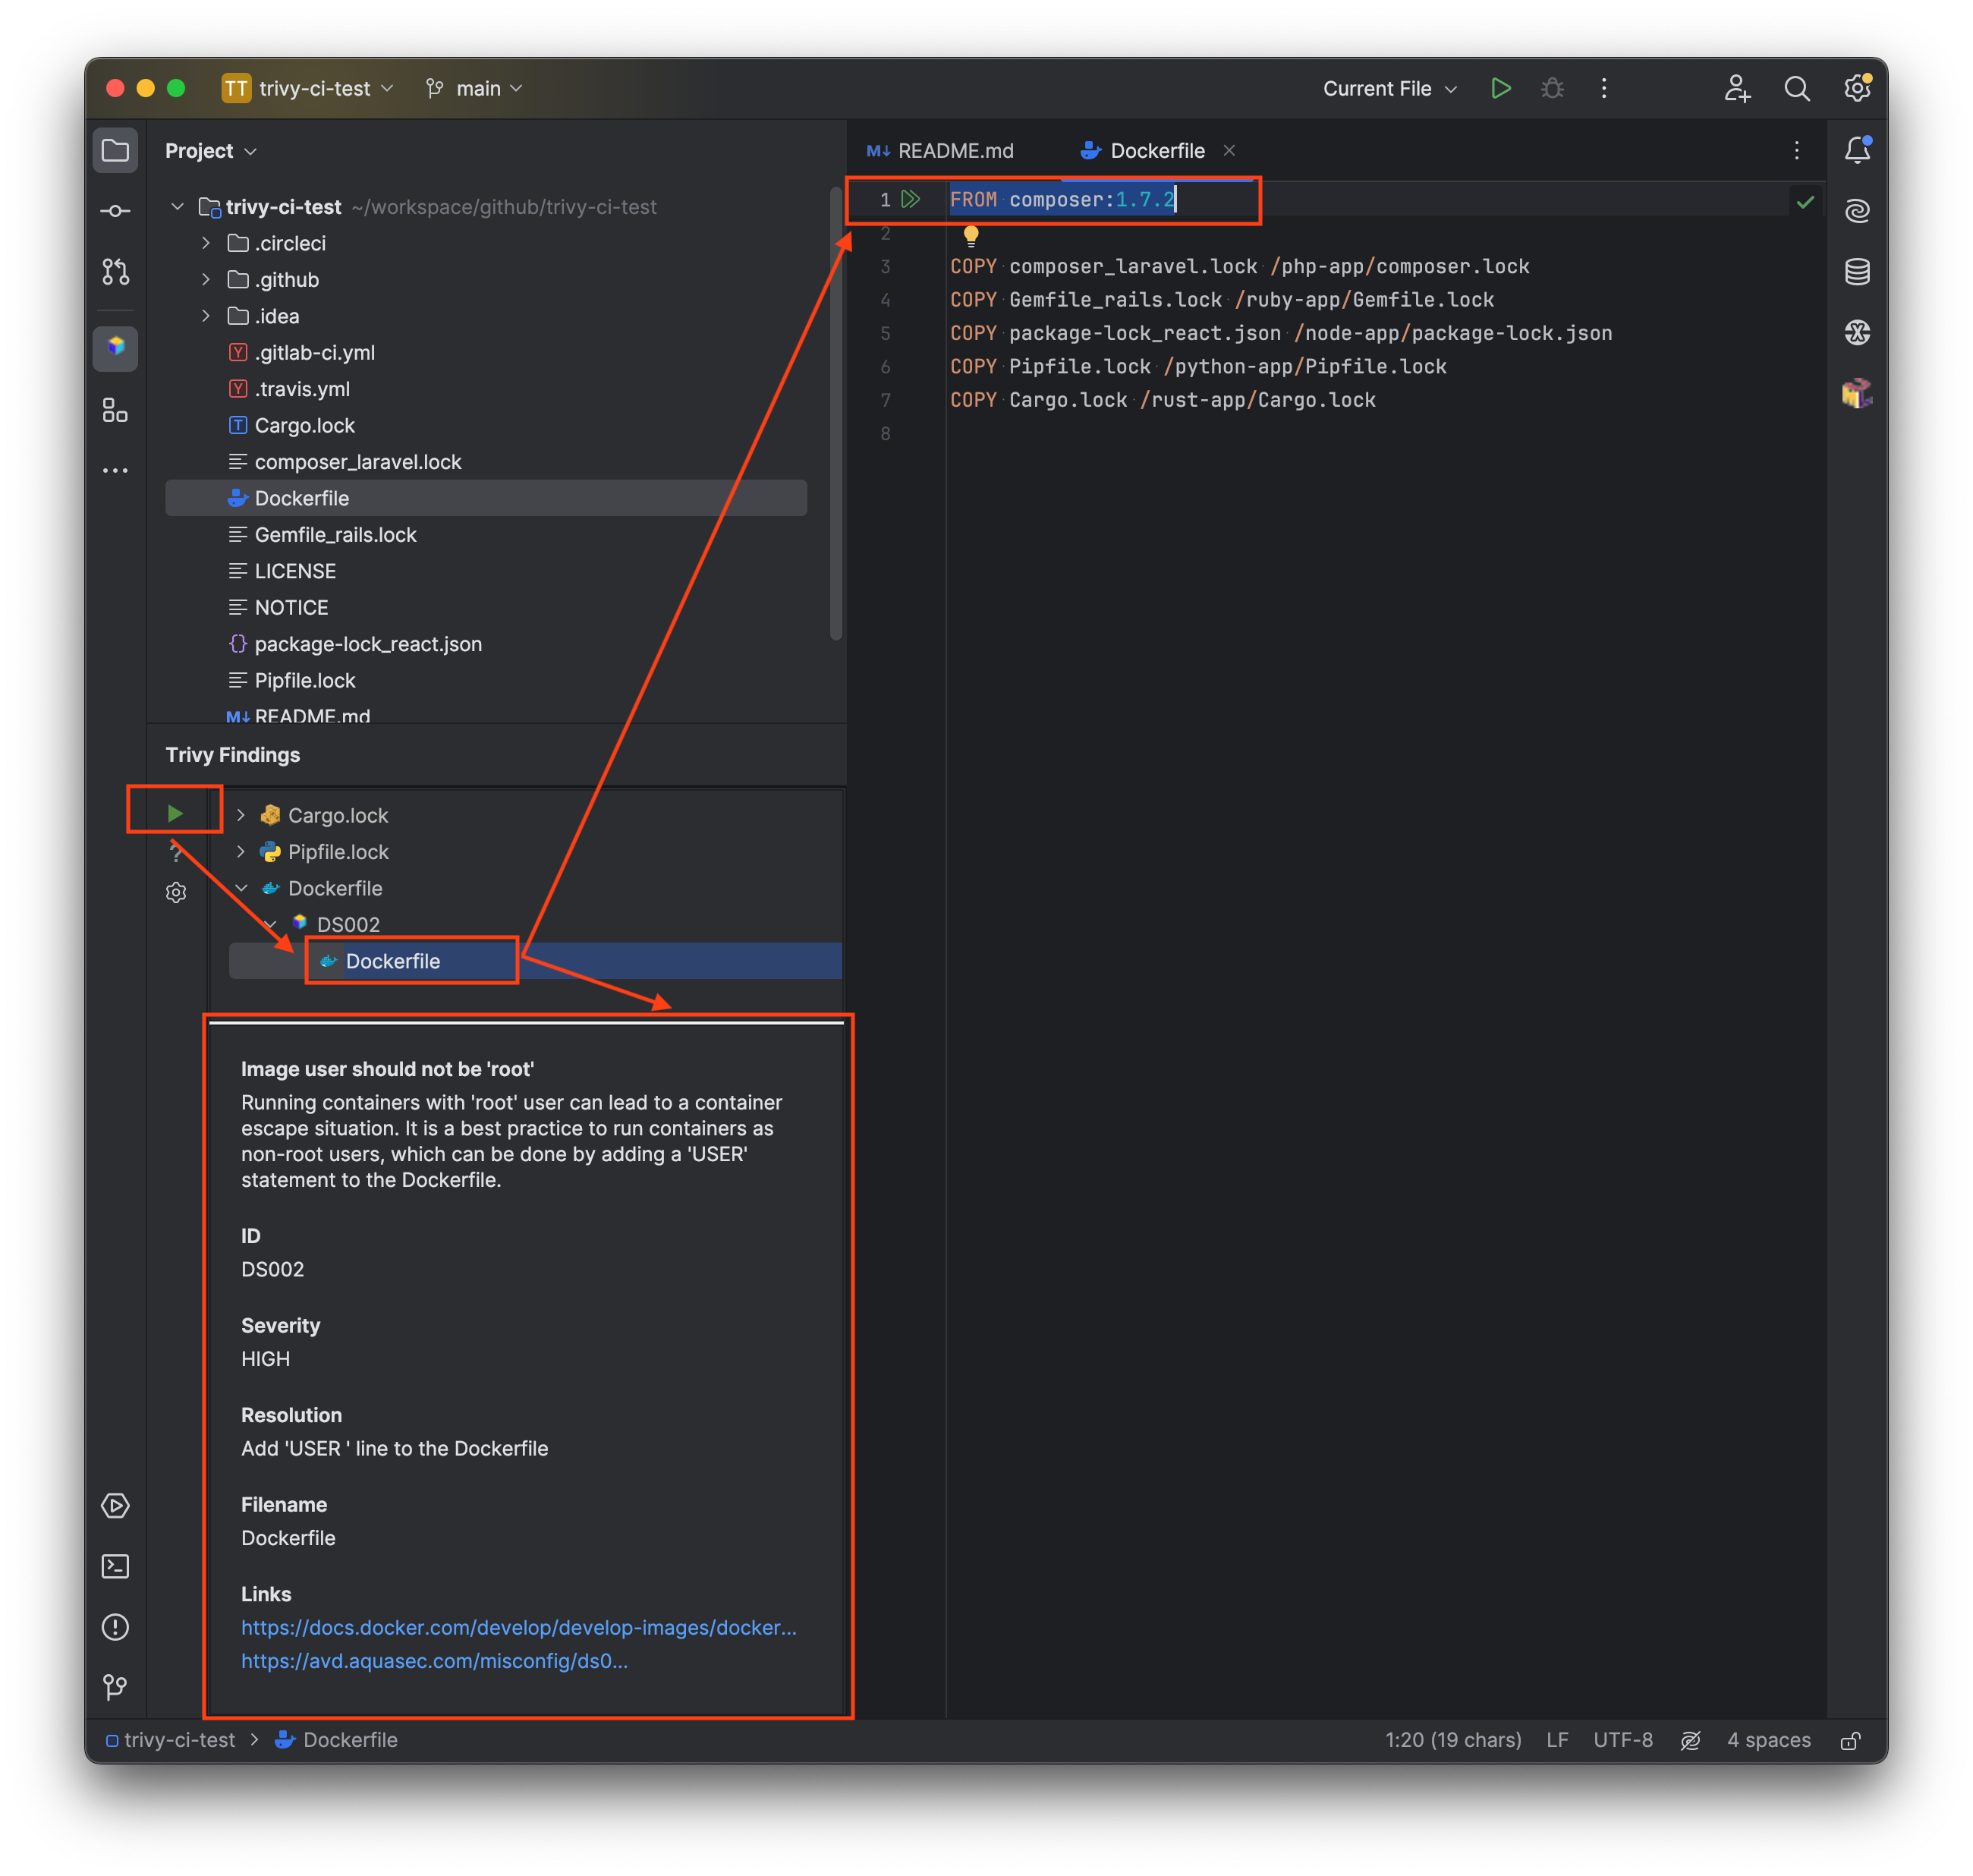 TT trivy-ci-test main Current File
Project
trivy-ci-test ~/workspace/github/trivy-ci-test
.circleci
.github
.idea
Y .gitlab-ci.yml
Y .travis.yml
T Cargo.lock
composer_laravel.lock
Dockerfile
Gemfile_rails.lock
LICENSE
NOTICE
{} package-lock_react.json
Pipfile.lock
M↓ README.md
M↓ README.md Dockerfile
1 FROM composer:1.7.2
2
3 COPY composer_laravel.lock /php-app/composer.lock
4 COPY Gemfile_rails.lock /ruby-app/Gemfile.lock
5 COPY package-lock_react.json /node-app/package-lock.json
6 COPY Pipfile.lock /python-app/Pipfile.lock
7 COPY Cargo.lock /rust-app/Cargo.lock
8
Trivy Findings
Cargo.lock
? Pipfile.lock
Dockerfile
DS002
Dockerfile
Image user should not be 'root'
Running containers with 'root' user can lead to a container
escape situation. It is a best practice to run containers as
non-root users, which can be done by adding a 'USER'
statement to the Dockerfile.
ID
DS002
Severity
HIGH
Resolution
Add 'USER ' line to the Dockerfile
Filename
Dockerfile
Links
https://docs.docker.com/develop/develop-images/docker...
https://avd.aquasec.com/misconfig/ds0...
trivy-ci-test > Dockerfile 1:20 (19 chars) LF UTF-8 4 spaces